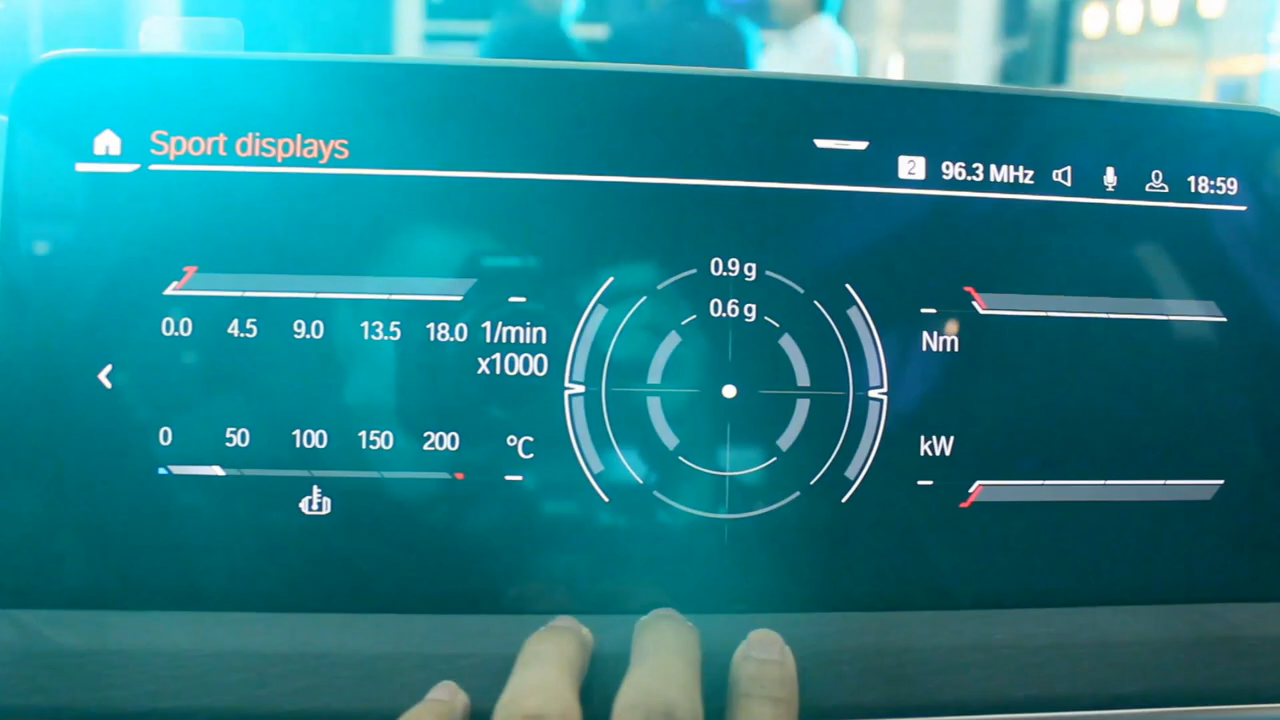 Sport displays
2 96.3 MHz 18:59
0.0 4.5 9.0 13.5 18.0 1/min
x1000
0 50 100 150 200 °C
0.9 g
0.6 g
Nm
kW